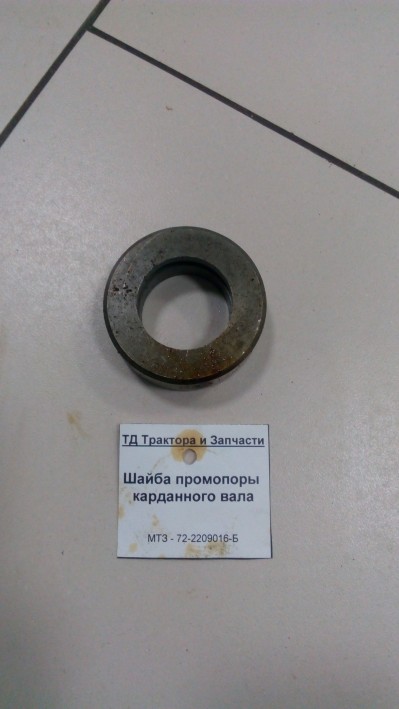 ТД Трактора и Запчасти
Шайба промопоры
карданного вала
МТЗ - 72-2209016-Б